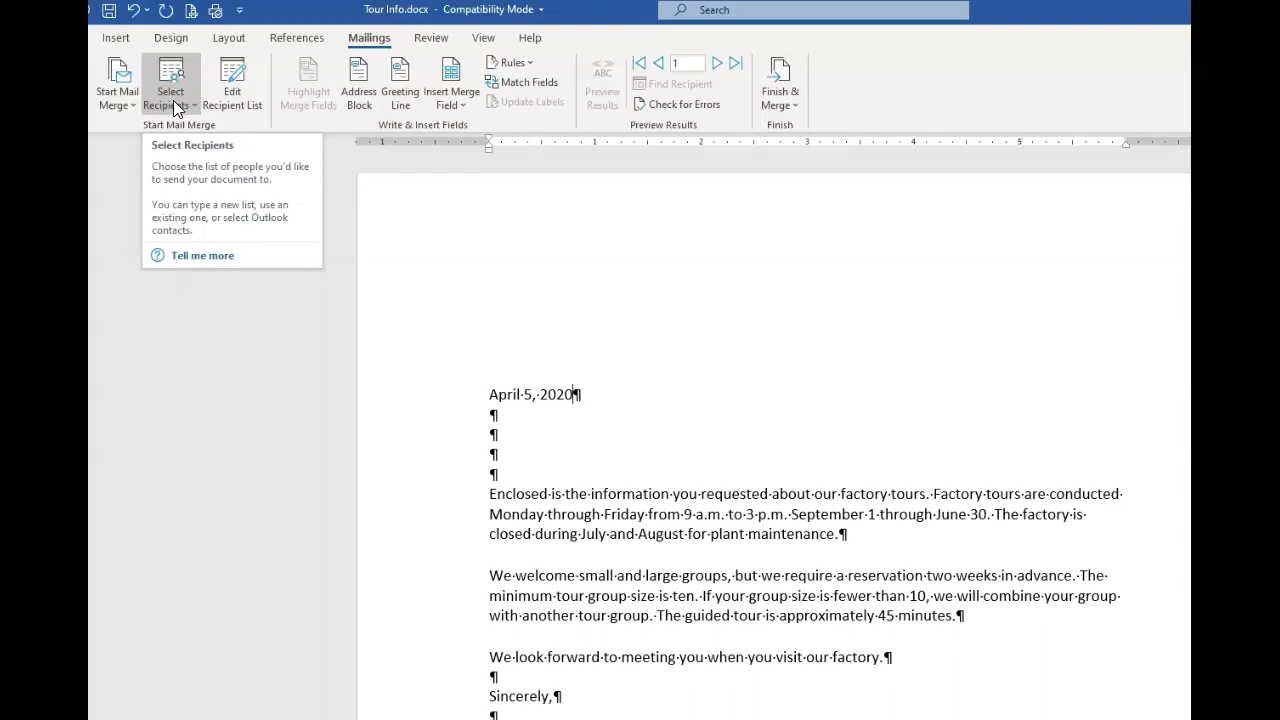 Tour Info.docx - Compatibility Mode
Search
Insert Design Layout References Mailings Review View Help
Start Mail Merge
Select Recipients
Edit Recipient List
Highlight Merge Fields
Address Block
Greeting Line
Insert Merge Field
Rules
Match Fields
Update Labels
ABC
Preview Results
1
Find Recipient
Check for Errors
Finish & Merge
Start Mail Merge
Write & Insert Fields
Preview Results
Finish
Select Recipients
Choose the list of people you'd like
to send your document to.
You can type a new list, use an
existing one, or select Outlook
contacts.
? Tell me more
1 1 2 3 4 5
April·5,·2020¶
¶
¶
¶
¶
Enclosed·is·the·information·you·requested·about·our·factory·tours.·Factory·tours·are·conducted·
Monday·through·Friday·from·9·a.m.·to·3·p.m.·September·1·through·June·30.·The·factory·is·
closed·during·July·and·August·for·plant·maintenance.¶
We·welcome·small·and·large·groups,·but·we·require·a·reservation·two·weeks·in·advance.·The·
minimum·tour·group·size·is·ten.·If·your·group·size·is·fewer·than·10,·we·will·combine·your·group·
with·another·tour·group.·The·guided·tour·is·approximately·45·minutes.¶
We·look·forward·to·meeting·you·when·you·visit·our·factory.¶
¶
Sincerely,¶
¶